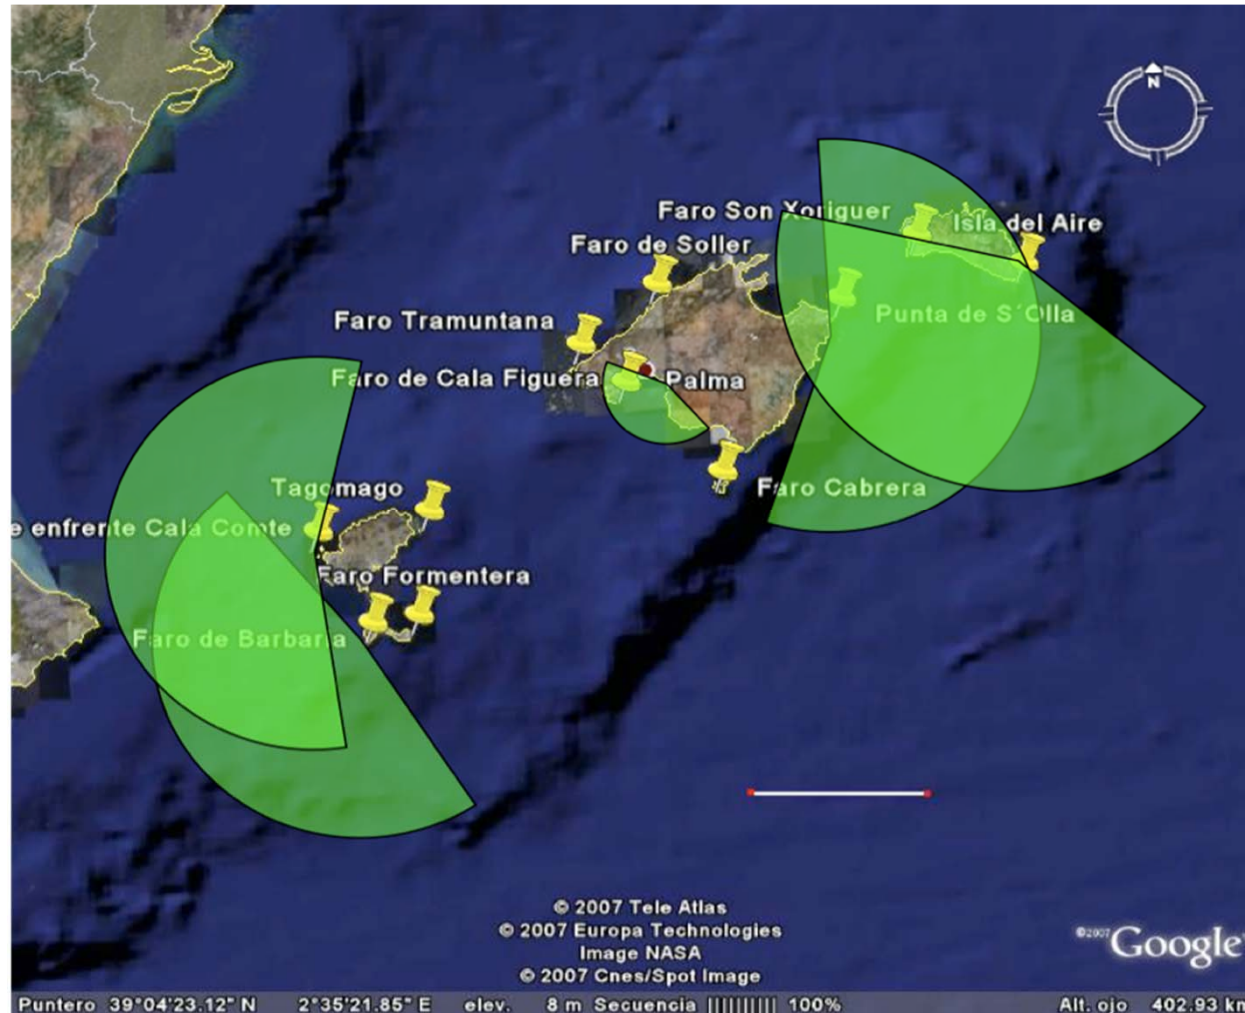 N
Faro Son Xoriguer
Isla del Aire
Faro de Soller
Faro Tramuntana
Punta de S´Olla
Faro de Cala Figuera
Palma
Tagomago
Faro Cabrera
e enfrente Cala Comte
Faro Formentera
Faro de Barbaria
© 2007 Tele Atlas
© 2007 Europa Technologies
Image NASA
© 2007 Cnes/Spot Image
©2007 Google
Puntero 39°04'23.12" N 2°35'21.85" E elev. 8 m Secuencia |||||||||| 100% Alt. ojo 402.93 km